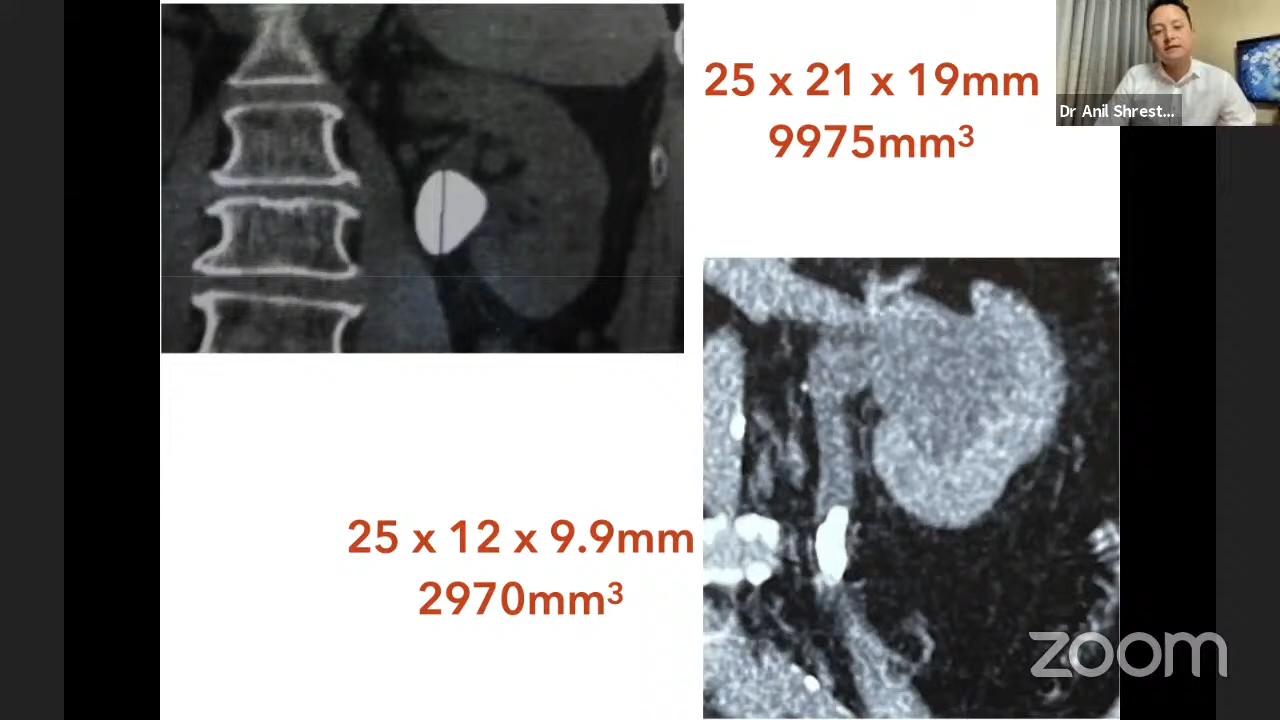 25 x 21 x 19mm
9975mm³
Dr Anil Shrest...
25 x 12 x 9.9mm
2970mm³
zoom